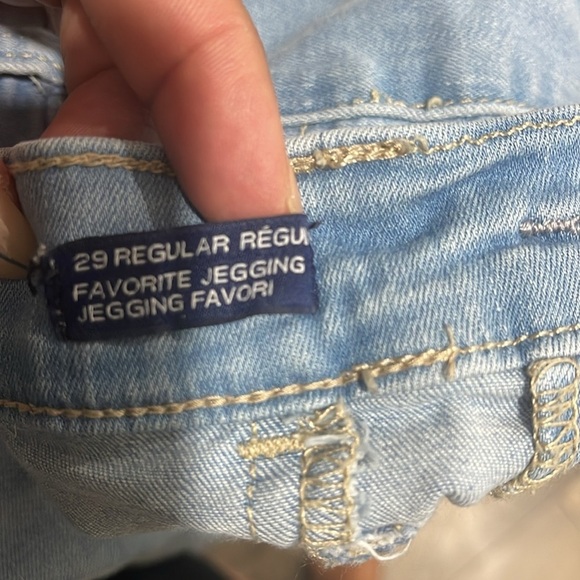 29 REGULAR RÉGU
FAVORITE JEGGING
JEGGING FAVORI